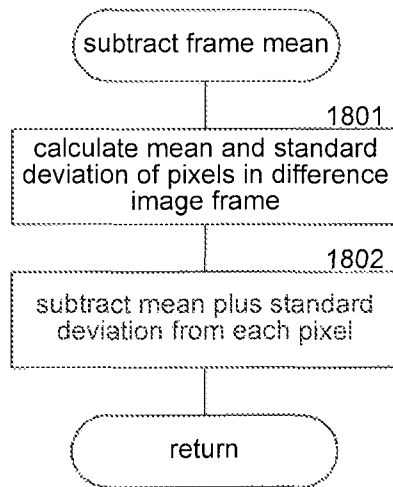 subtract frame mean
1801
calculate mean and standard
deviation of pixels in difference
image frame
1802
subtract mean plus standard
deviation from each pixel
return